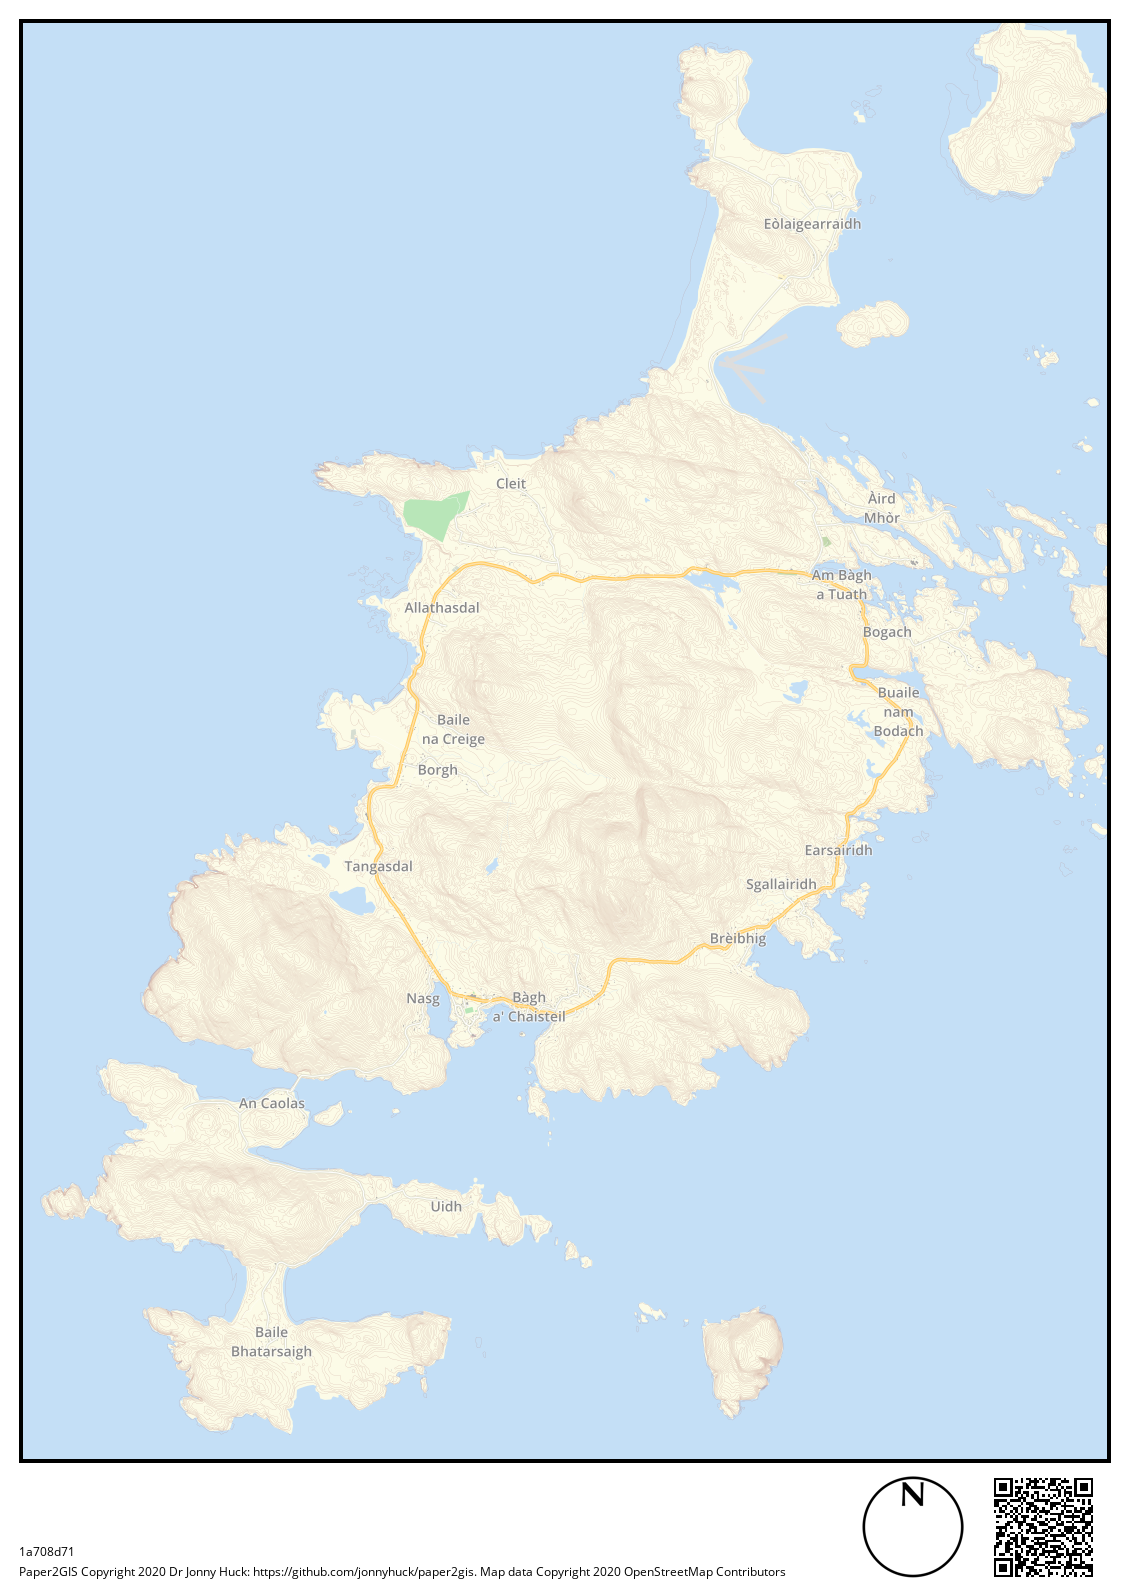 Eòlaigearraidh
Cleit
Àird
Mhòr
Am Bàgh
a Tuath
Allathasdal
Bogach
Buaile
nam
Bodach
Baile
na Creige
Borgh
Earsairidh
Tangasdal
Sgallairidh
Brèibhig
Nasg
Bàgh
a' Chaisteil
An Caolas
Uidh
Baile
Bhatarsaigh
N
1a708d71
Paper2GIS Copyright 2020 Dr Jonny Huck: https://github.com/jonnyhuck/paper2gis. Map data Copyright 2020 OpenStreetMap Contributors